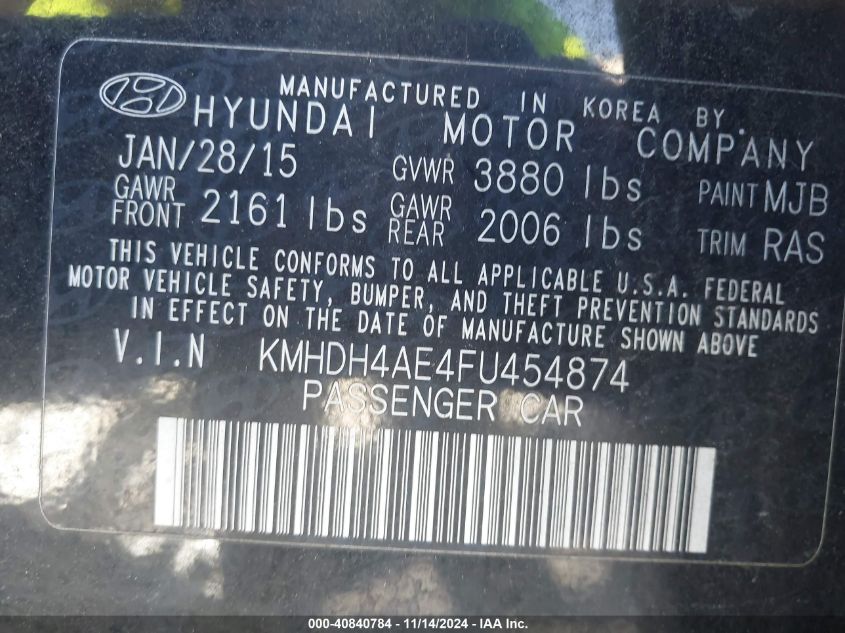 MANUFACTURED IN KOREA BY.
HYUNDAI MOTOR COMPANY
JAN/28/15 GVWR 3880 lbs PAINT MJB
GAWR FRONT 2161 lbs GAWR REAR 2006 lbs TRIM RAS
THIS VEHICLE CONFORMS TO ALL APPLICABLE U.S.A. FEDERAL
MOTOR VEHICLE SAFETY, BUMPER, AND THEFT PREVENTION STANDARDS
IN EFFECT ON THE DATE OF MANUFACTURE SHOWN ABOVE
V.I.N KMHDH4AE4FU454874
PASSENGER CAR
000-40840784 - 11/14/2024 - IAA Inc.